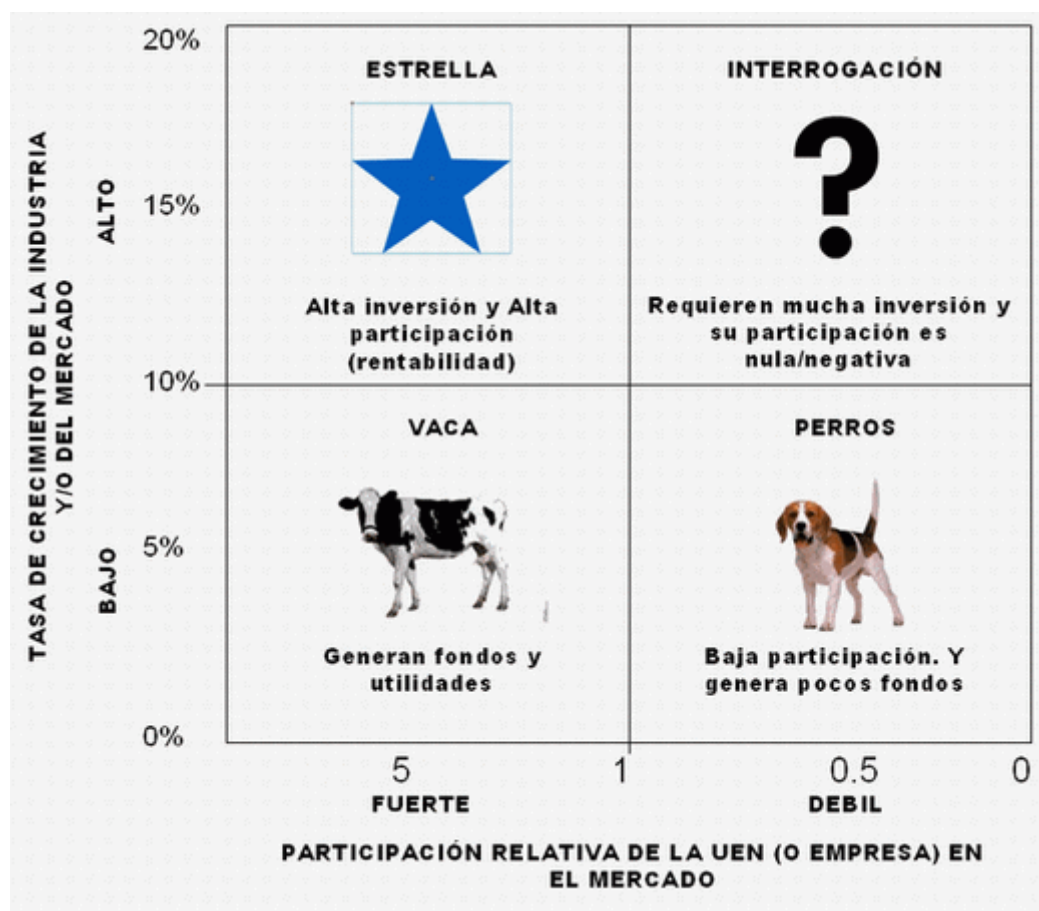 20%
ESTRELLA
INTERROGACIÓN
?
TASA DE CRECIMIENTO DE LA INDUSTRIA
Y/O DEL MERCADO
ALTO
15%
Alta inversión y Alta
participación
(rentabilidad)
Requieren mucha inversión y
su participación es
nula/negativa
10%
VACA
PERROS
BAJO
5%
Generan fondos y
utilidades
Baja participación. Y
genera pocos fondos
0%
5
1
0.5
0
FUERTE
DEBIL
PARTICIPACIÓN RELATIVA DE LA UEN (O EMPRESA) EN
EL MERCADO